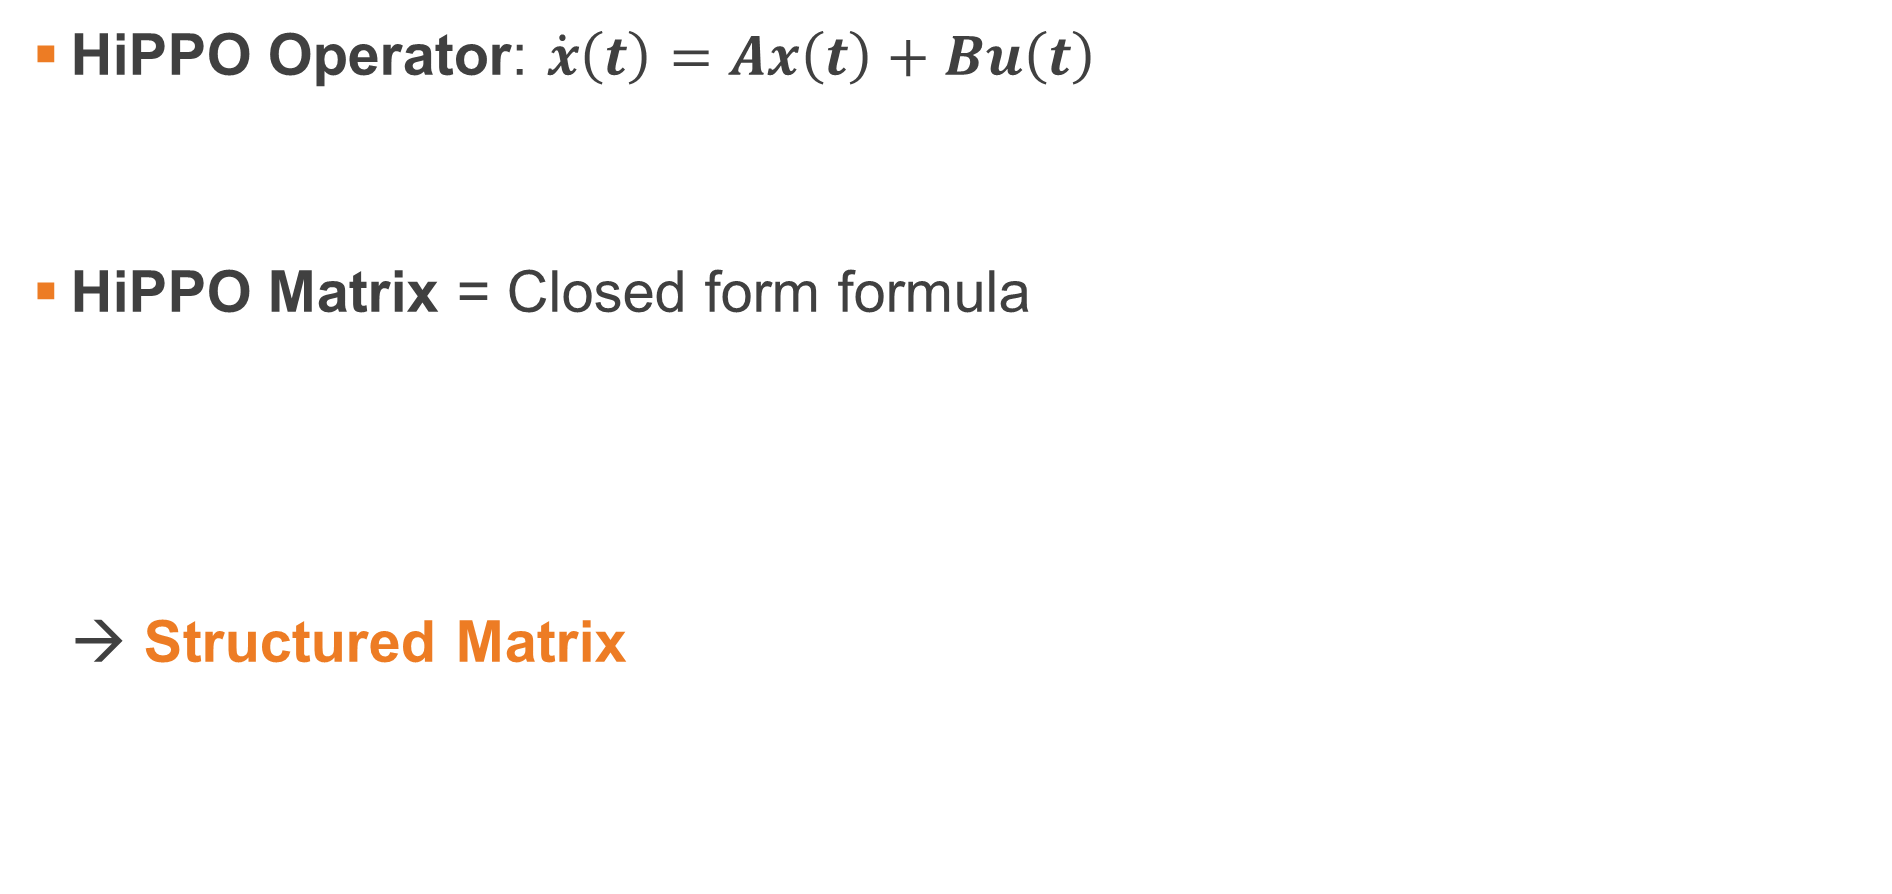 ▪ HiPPO Operator: ẋ(t) = Ax(t) + Bu(t)
▪ HiPPO Matrix = Closed form formula
→ Structured Matrix